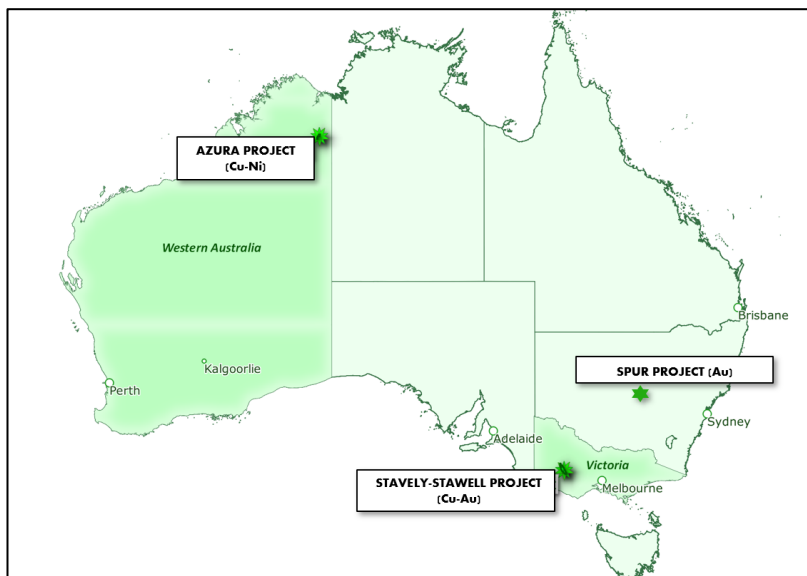 AZURA PROJECT
(Cu-Ni)
Western Australia
Brisbane
Kalgoorlie
SPUR PROJECT (Au)
Perth
Sydney
Adelaide
Victoria
STAVELY-STAWELL PROJECT
(Cu-Au)
Melbourne